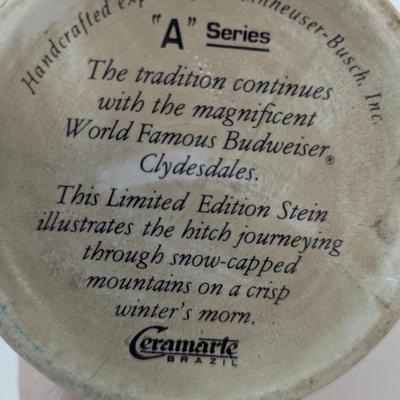 Handcrafted nheuser-Busch, Inc.
"A" Series
The tradition continues
with the magnificent
World Famous Budweiser®
Clydesdales.
This Limited Edition Stein
illustrates the hitch journeying
through snow-capped
mountains on a crisp
winter's morn.
Ceramarte
BRAZIL